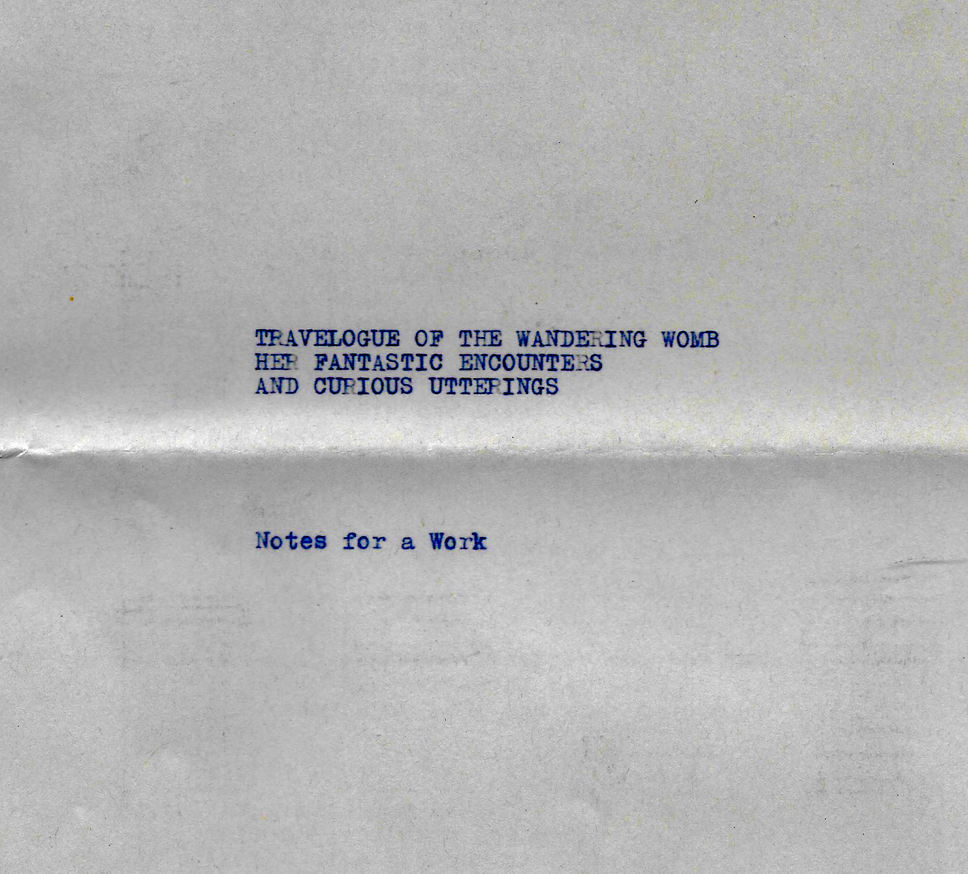 TRAVELOGUE OF THE WANDERING WOMB
HER FANTASTIC ENCOUNTERS
AND CURIOUS UTTERINGS
Notes for a Work